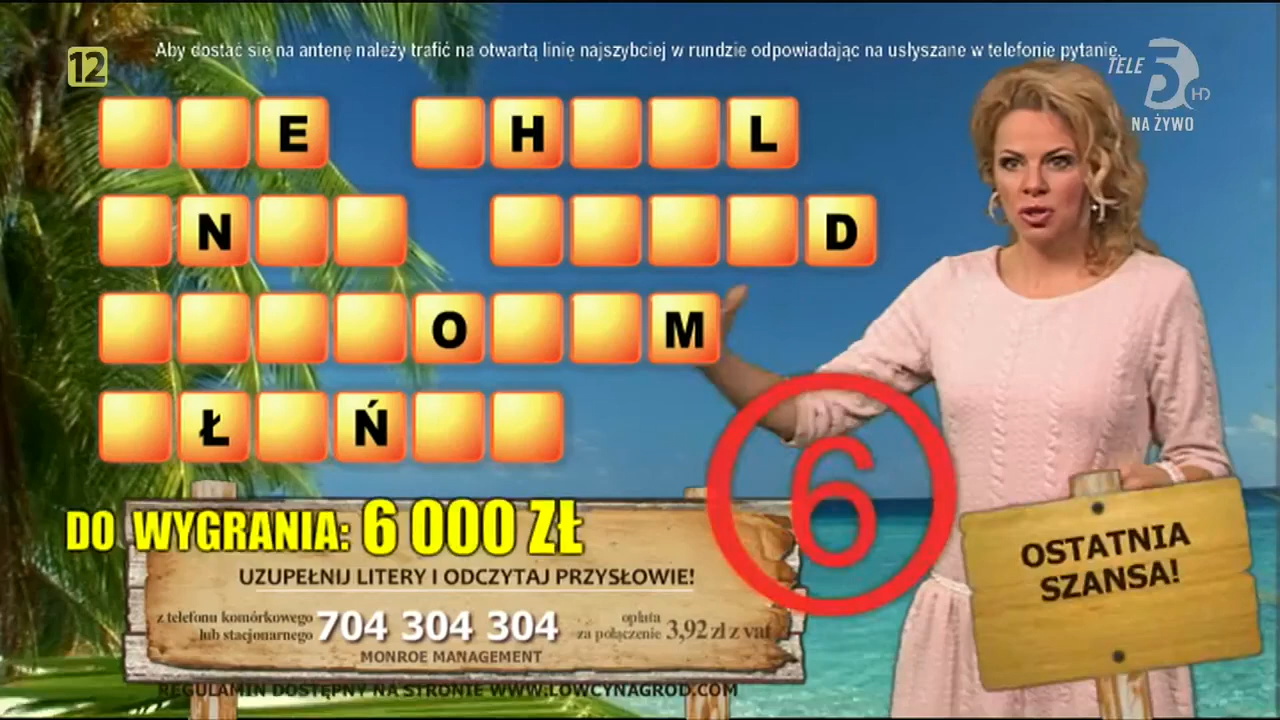 Aby dostać się na antenę należy trafić na otwartą linię najszybciej w rundzie odpowiadając na usłyszane w telefonie pytanie.
12
TELE 5 HD
NA ŻYWO
E H L
N D
O M
Ł Ń
6
DO WYGRANIA: 6 000 ZŁ
UZUPEŁNIJ LITERY I ODCZYTAJ PRZYSŁOWIE!
z telefonu komórkowego
lub stacjonarnego
704 304 304
opłata
za połączenie 3,92 zł z vat
MONROE MANAGEMENT
REGULAMIN DOSTĘPNY NA STRONIE WWW.LOWCYNAGROD.COM
OSTATNIA
SZANSA!